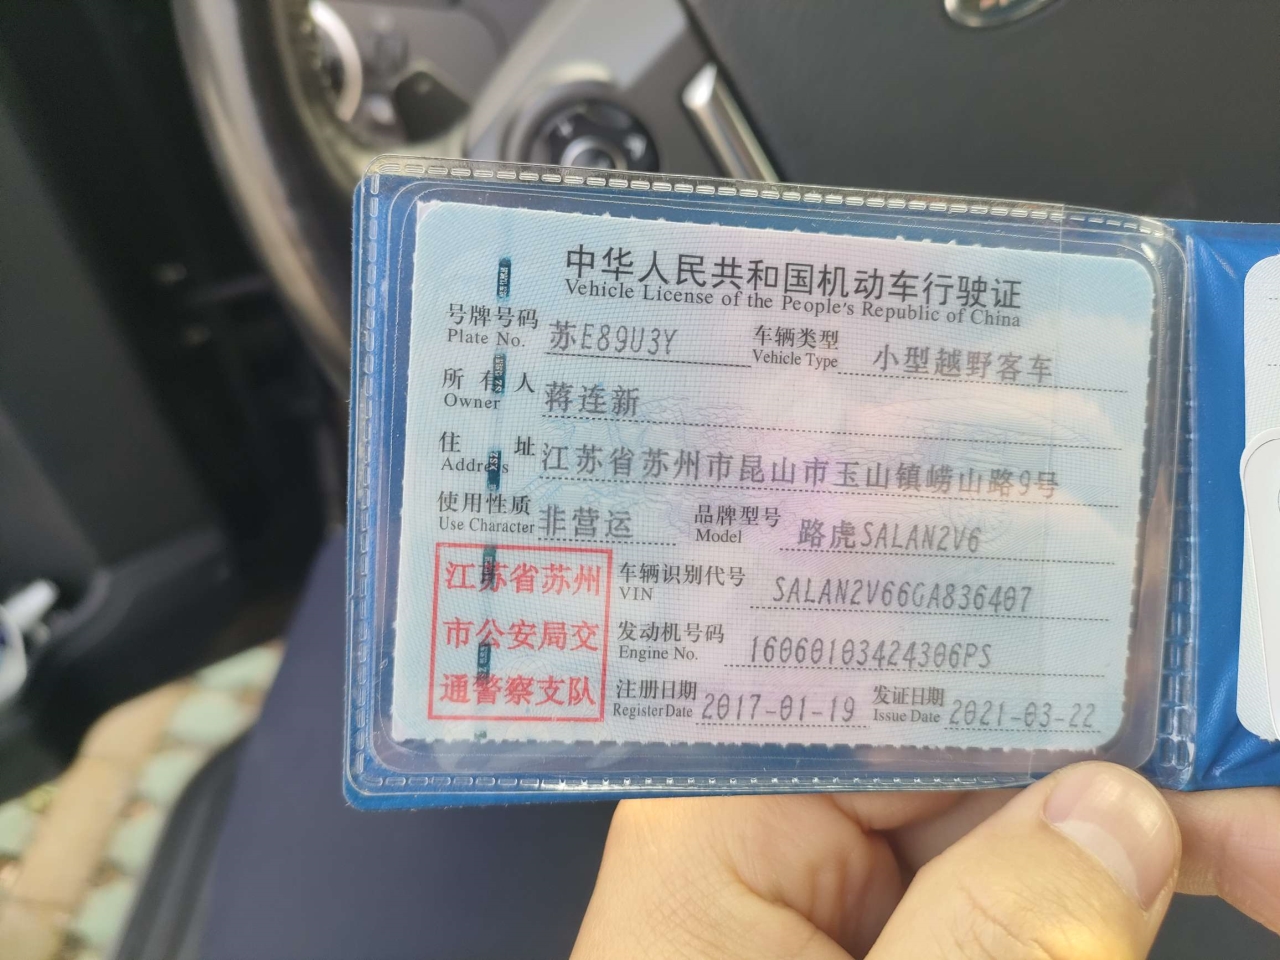 中华人民共和国机动车行驶证
Vehicle License of the People's Republic of China
号牌号码 苏E89U3Y 车辆类型 小型越野客车
Plate No. Vehicle Type
所有人 蒋连新
Owner
住址 江苏省苏州市昆山市玉山镇崂山路9号
Address
使用性质 非营运 品牌型号 路虎SALAN2V6
Use Character Model
江苏省苏州
市公安局交
通警察支队
车辆识别代号 SALAN2V66GA836407
VIN
发动机号码 16060103424306PS
Engine No.
注册日期 2017-01-19 发证日期 2021-03-22
Register Date Issue Date